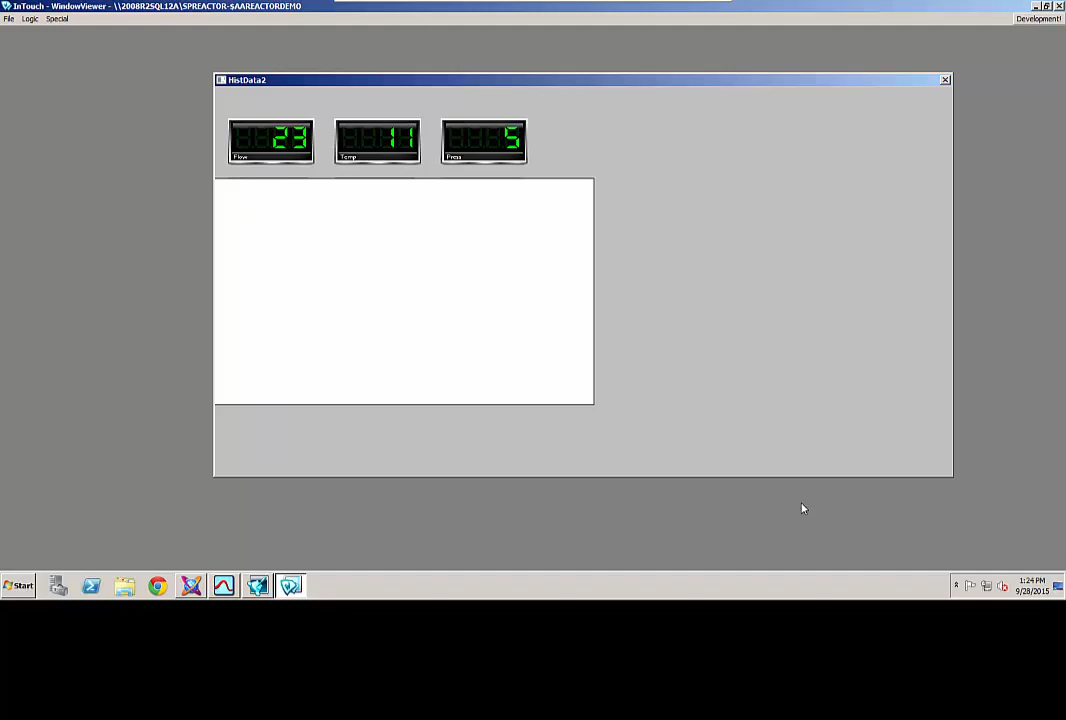 InTouch - WindowViewer - \\2008R2SQL12A\SPREACTOR-$AAREACTORDEMO
File Logic Special Development!
HistData2
23 11 5
Flow Temp Press
Start
1:24 PM
9/28/2015